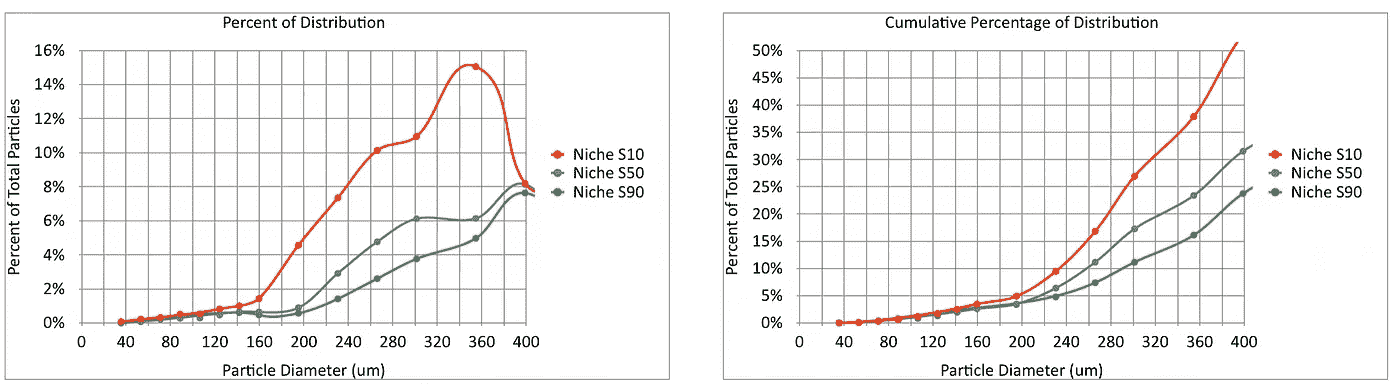 Percent of Distribution
Percent of Total Particles
16%
14%
12%
10%
8%
6%
4%
2%
0%
0 40 80 120 160 200 240 280 320 360 400
Particle Diameter (um)
Niche S10
Niche S50
Niche S90
Cumulative Percentage of Distribution
Percent of Total Particles
50%
45%
40%
35%
30%
25%
20%
15%
10%
5%
0%
0 40 80 120 160 200 240 280 320 360 400
Particle Diameter (um)
Niche S10
Niche S50
Niche S90